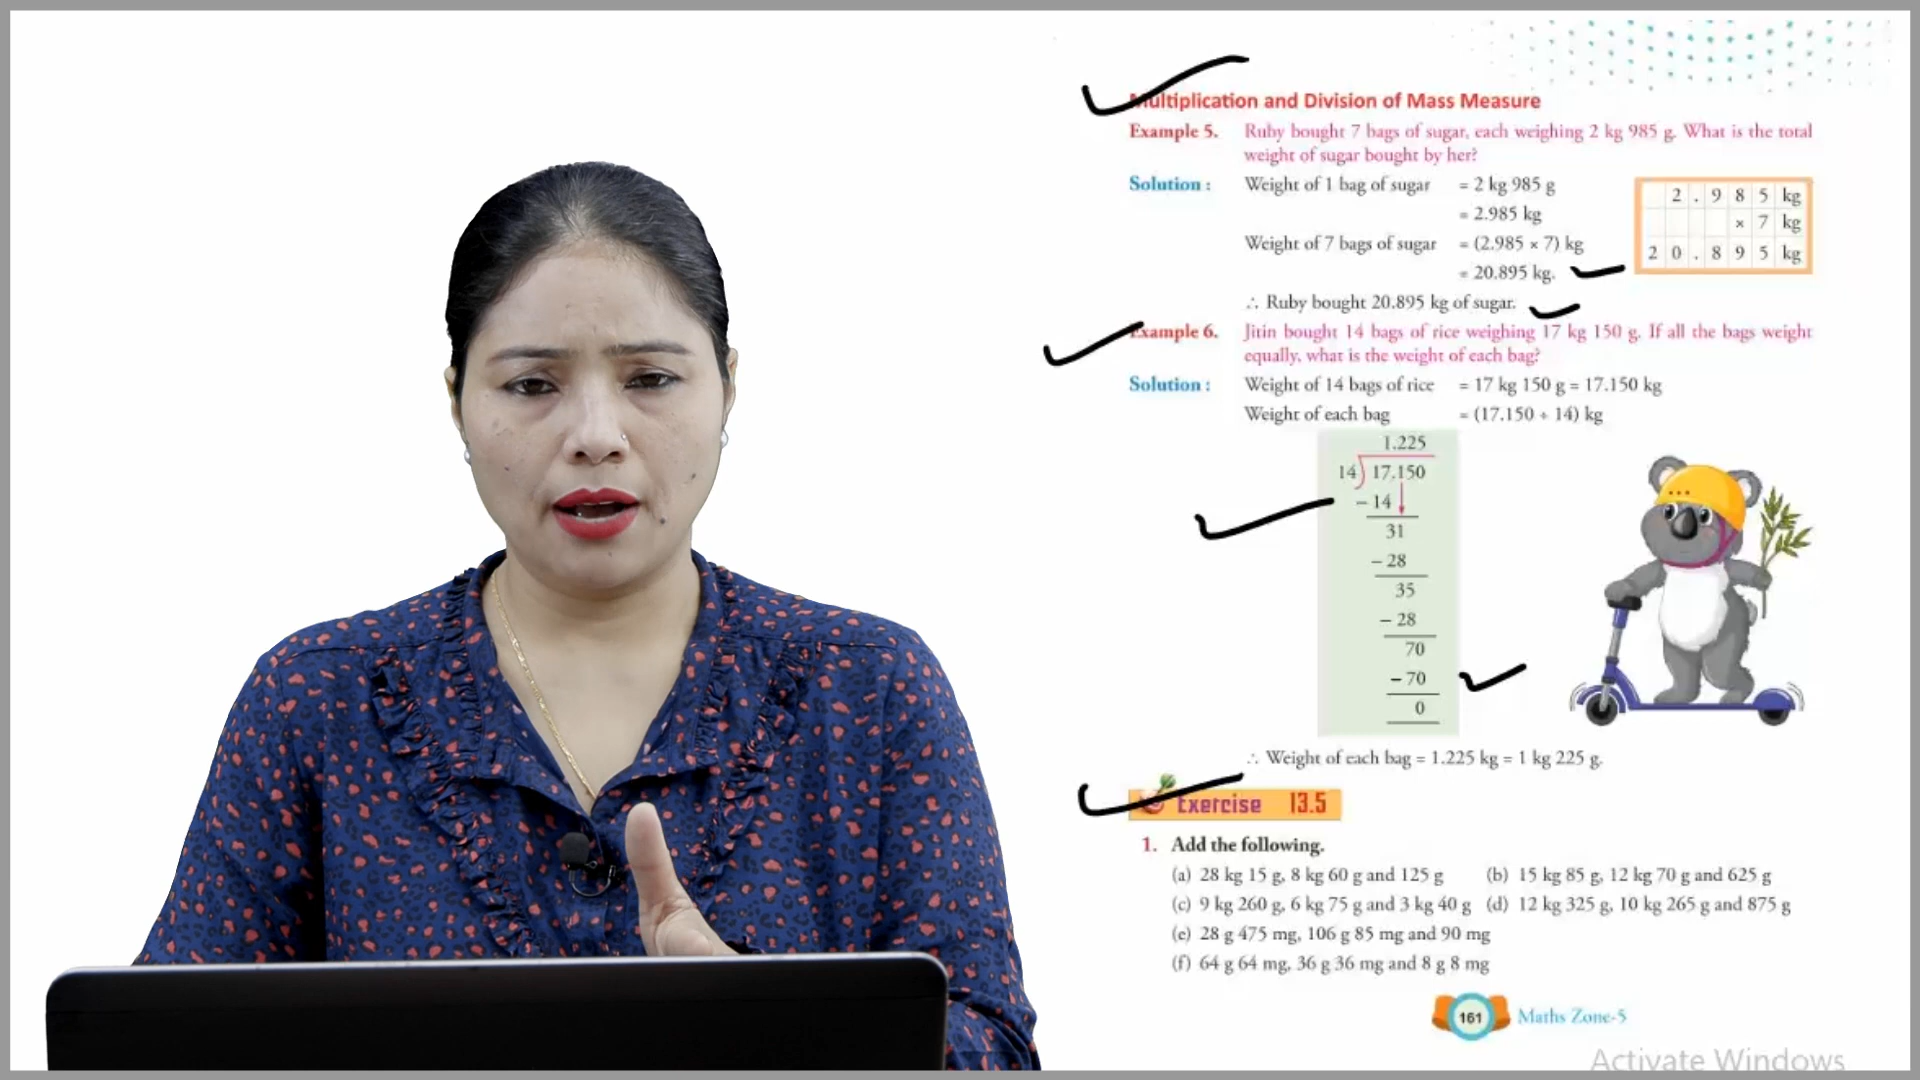 Multiplication and Division of Mass Measure
Example 5. Ruby bought 7 bags of sugar, each weighing 2 kg 985 g. What is the total
weight of sugar bought by her?
Solution : Weight of 1 bag of sugar = 2 kg 985 g
= 2.985 kg
Weight of 7 bags of sugar = (2.985 × 7) kg
= 20.895 kg.
2 . 9 8 5 kg
× 7 kg
2 0 . 8 9 5 kg
∴ Ruby bought 20.895 kg of sugar.
Example 6. Jitin bought 14 bags of rice weighing 17 kg 150 g. If all the bags weight
equally, what is the weight of each bag?
Solution : Weight of 14 bags of rice = 17 kg 150 g = 17.150 kg
Weight of each bag = (17.150 ÷ 14) kg
1.225
14) 17.150
– 14
31
– 28
35
– 28
70
– 70
0
∴ Weight of each bag = 1.225 kg = 1 kg 225 g.
Exercise 13.5
1. Add the following.
(a) 28 kg 15 g, 8 kg 60 g and 125 g (b) 15 kg 85 g, 12 kg 70 g and 625 g
(c) 9 kg 260 g, 6 kg 75 g and 3 kg 40 g (d) 12 kg 325 g, 10 kg 265 g and 875 g
(e) 28 g 475 mg, 106 g 85 mg and 90 mg
(f) 64 g 64 mg, 36 g 36 mg and 8 g 8 mg
161 Maths Zone-5
Activate Windows